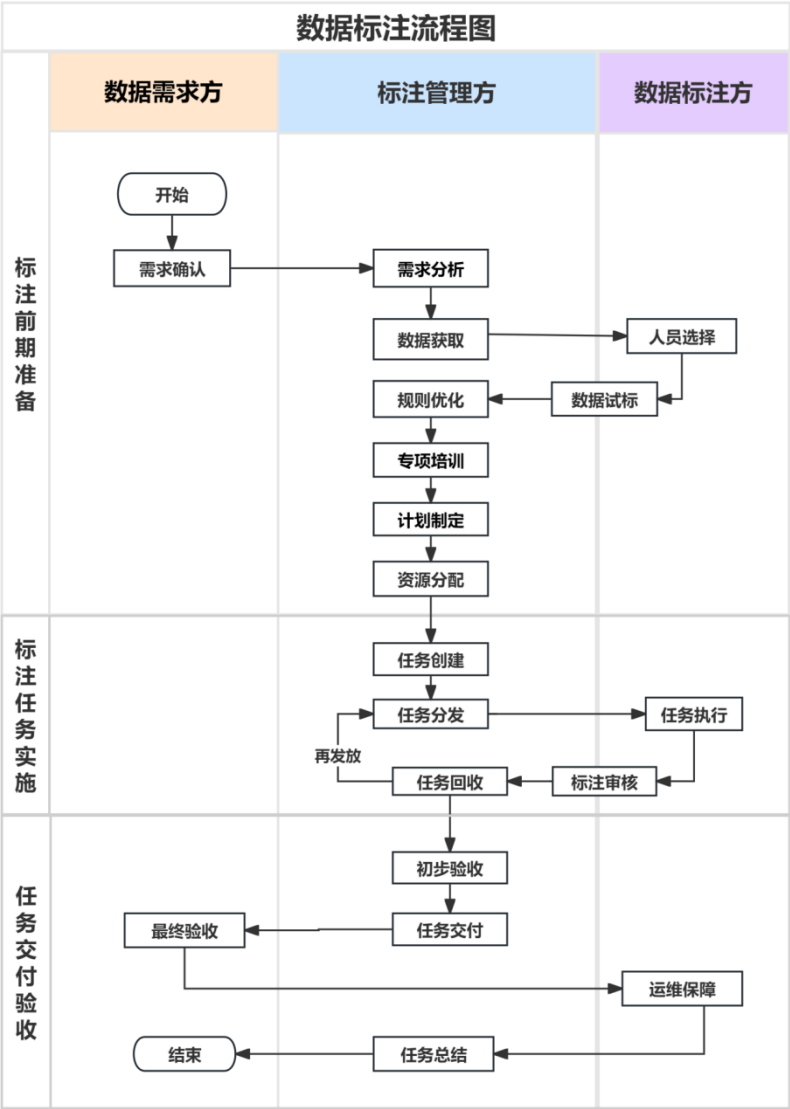 数据标注流程图
数据需求方
标注管理方
数据标注方
标注前期准备
开始
需求确认
需求分析
数据获取
人员选择
规则优化
数据试标
专项培训
计划制定
资源分配
标注任务实施
任务创建
任务分发
任务执行
再发放
任务回收
标注审核
任务交付验收
初步验收
最终验收
任务交付
运维保障
结束
任务总结